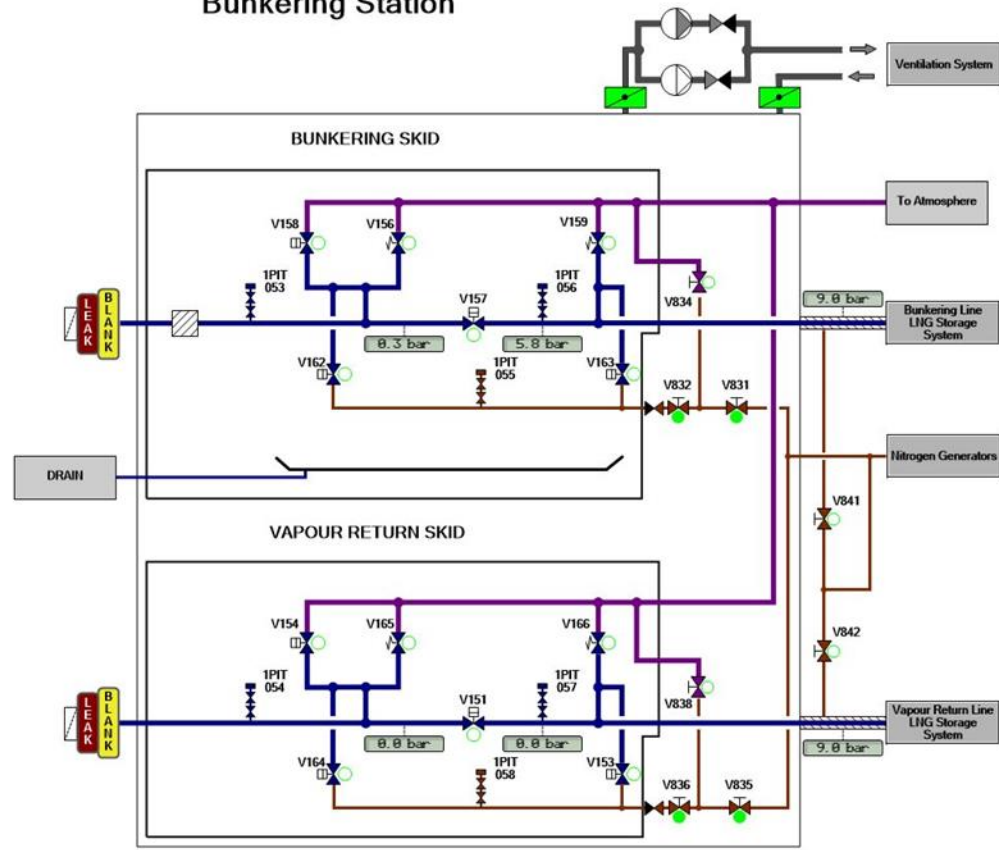 Bunkering Station
Ventilation System
BUNKERING SKID
To Atmosphere
V158
V156
V159
1PIT
053
1PIT
056
V834
V157
9.0 bar
LEAK
BLANK
Bunkering Line
LNG Storage
System
0.3 bar
5.8 bar
V162
1PIT
055
V163
V832
V831
DRAIN
Nitrogen Generators
V841
VAPOUR RETURN SKID
V154
V165
V166
V842
1PIT
054
1PIT
057
V838
V151
LEAK
BLANK
Vapour Return Line
LNG Storage
System
0.0 bar
0.0 bar
9.0 bar
V164
1PIT
058
V153
V836
V835